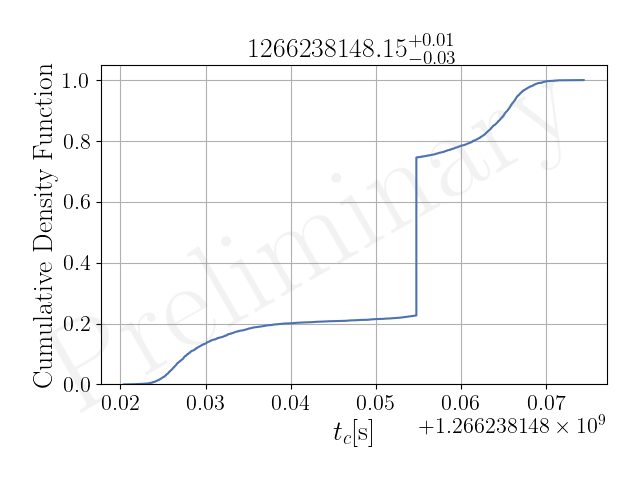 1266238148.15^{+0.01}_{-0.03}
Cumulative Density Function
1.0
0.8
0.6
0.4
0.2
0.0
0.02 0.03 0.04 0.05 0.06 0.07
t_c[s]
+1.266238148 × 10^9
Preliminary